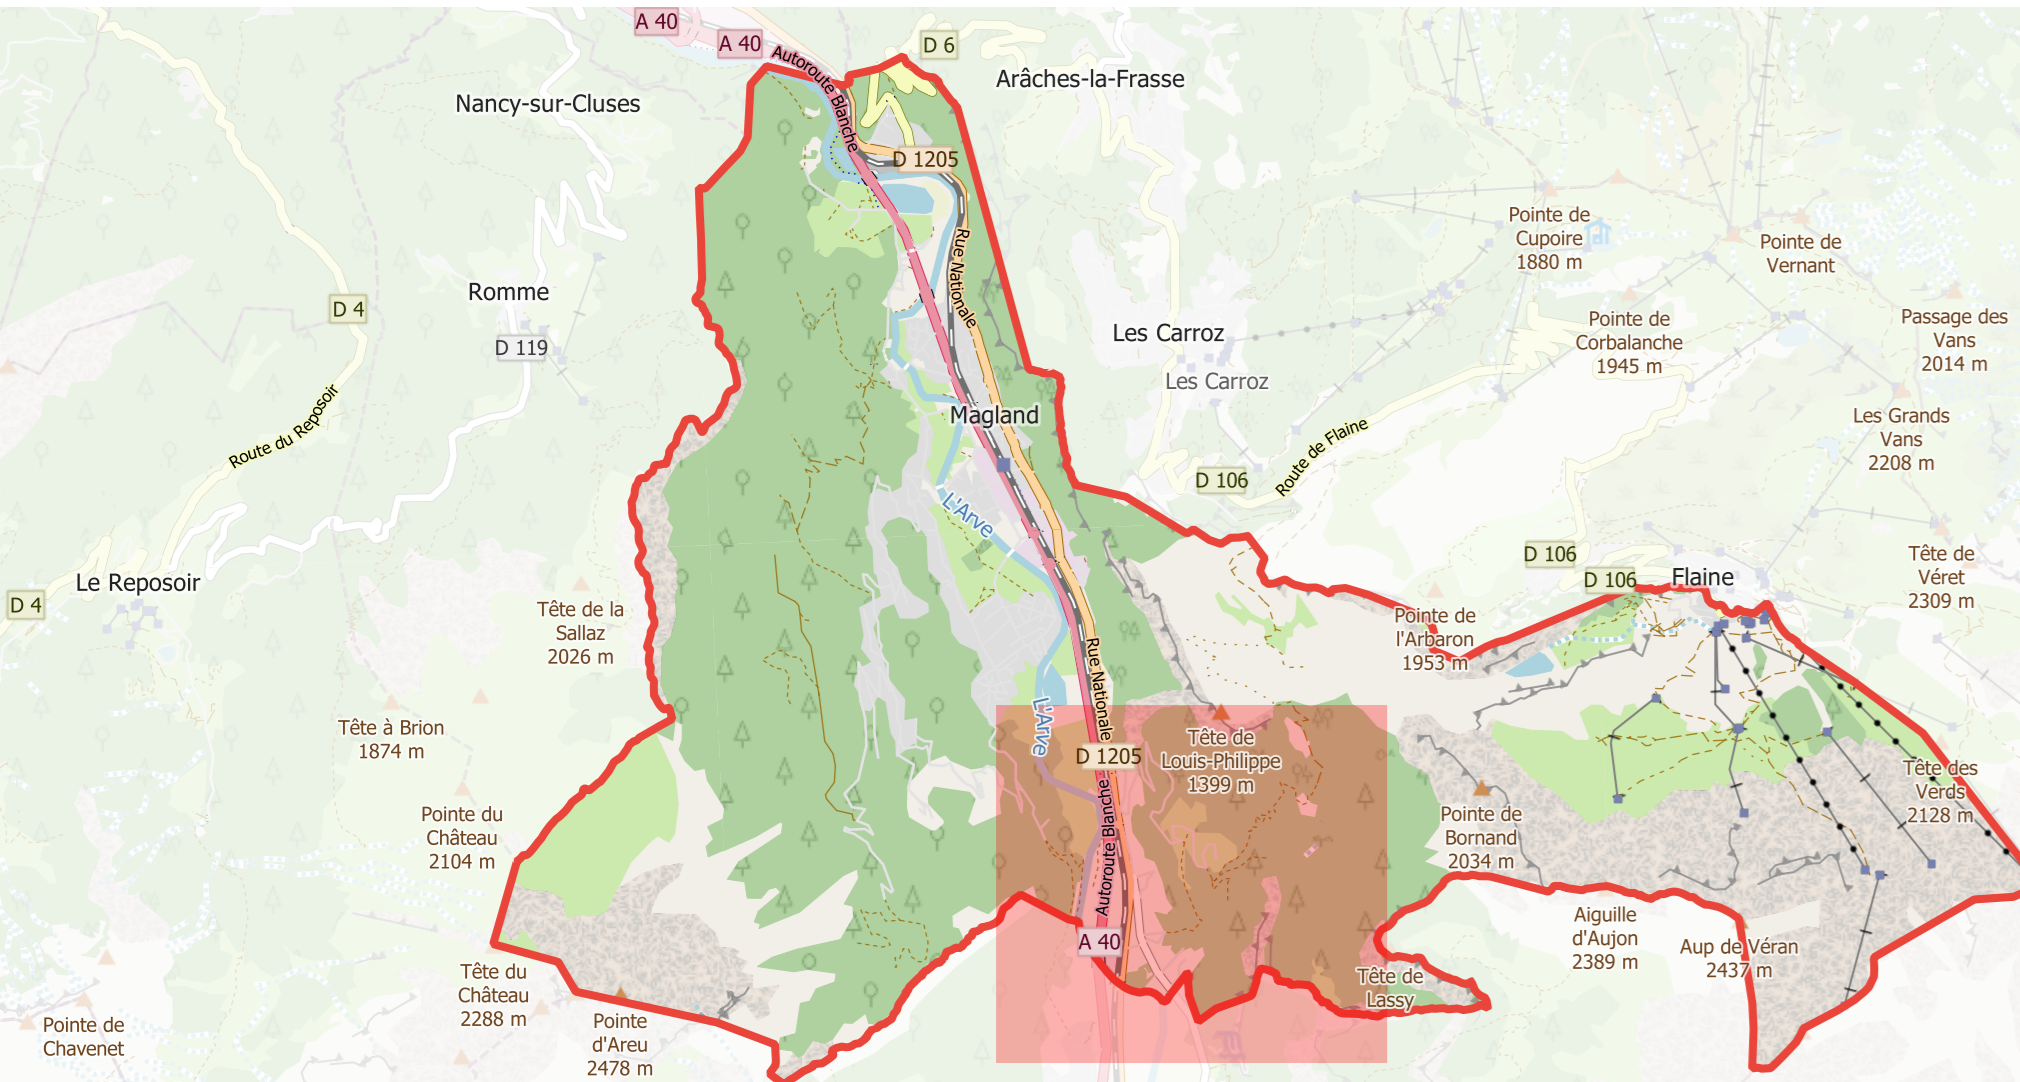 A 40
A 40
Autoroute Blanche
D 6
Arâches-la-Frasse
Nancy-sur-Cluses
D 1205
Pointe de
Cupoire
1880 m
Pointe de
Vernant
Romme
D 4
Rue Nationale
D 119
Les Carroz
Les Carroz
Pointe de
Corbalanche
1945 m
Passage des
Vans
2014 m
Route du Reposoir
Magland
Route de Flaine
D 106
Les Grands
Vans
2208 m
L'Arve
D 106
D 106
Flaine
Tête de
Véret
2309 m
Le Reposoir
D 4
Tête de la
Sallaz
2026 m
Pointe de
l'Arbaron
1953 m
Rue Nationale
L'Arve
Tête à Brion
1874 m
D 1205
Tête de
Louis-Philippe
1399 m
Tête des
Verds
2128 m
Pointe du
Château
2104 m
Autoroute Blanche
Pointe de
Bornand
2034 m
A 40
Aiguille
d'Aujon
2389 m
Aup de Véran
2437 m
Tête du
Château
2288 m
Tête de
Lassy
Pointe de
Chavenet
Pointe
d'Areu
2478 m